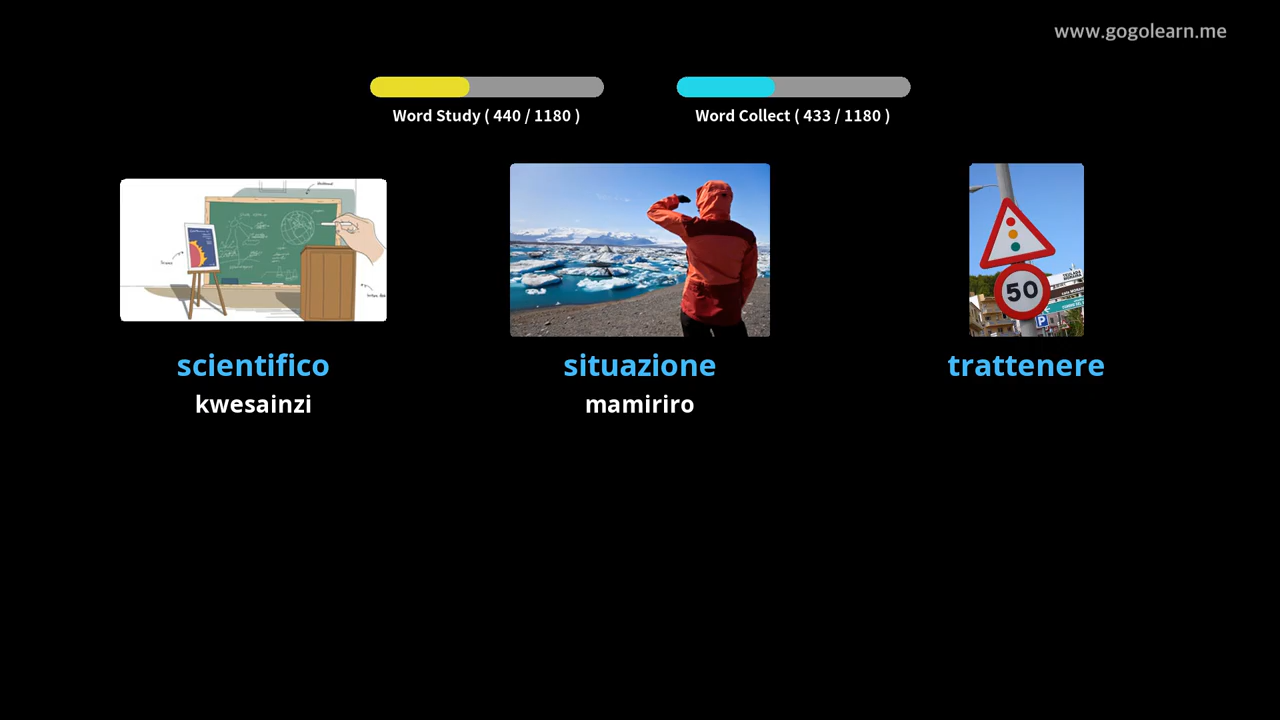 www.gogolearn.me
Word Study ( 440 / 1180 )
Word Collect ( 433 / 1180 )
50
P
scientifico
situazione
trattenere
kwesainzi
mamiriro